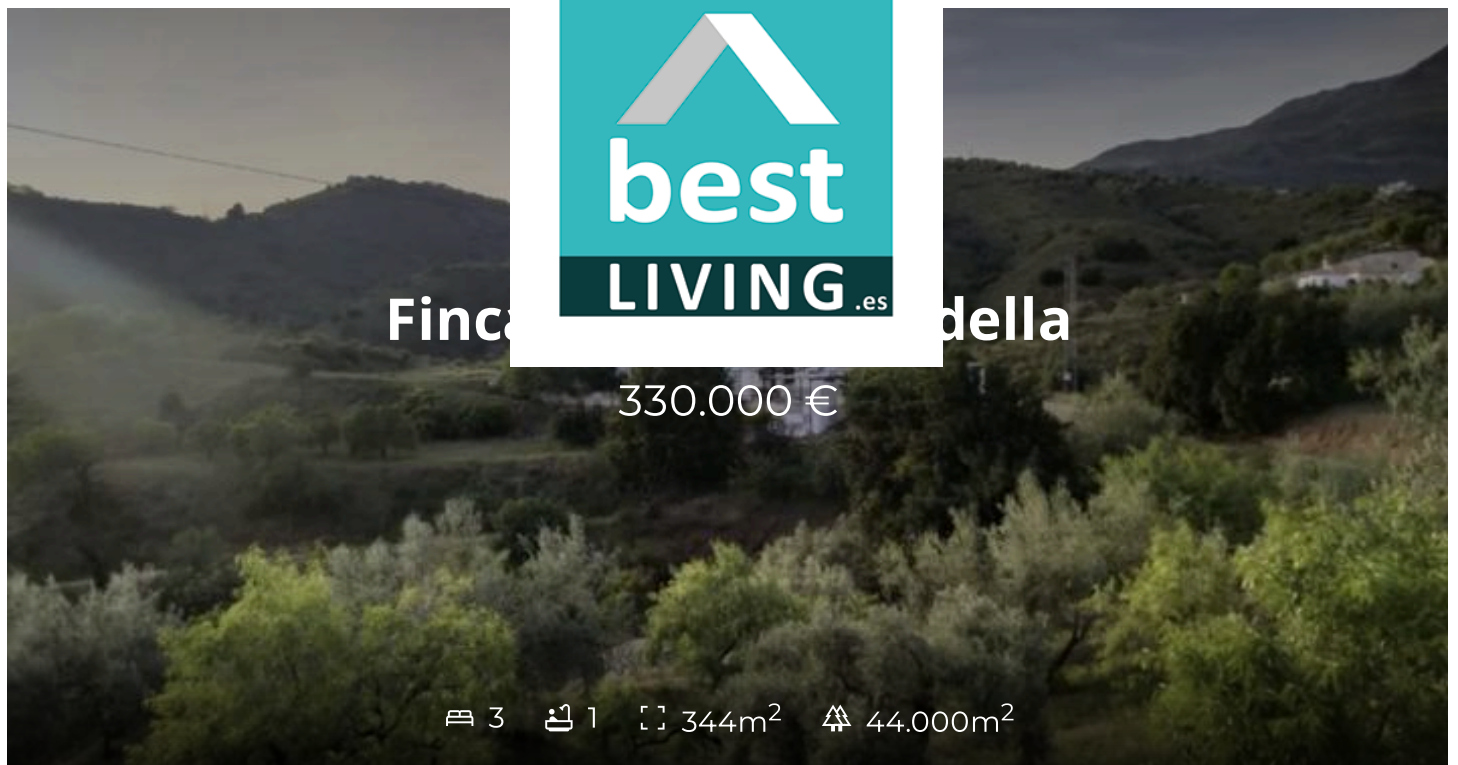 best
LIVING.es
Finca della
330.000 €
3 1 344m² 44.000m²